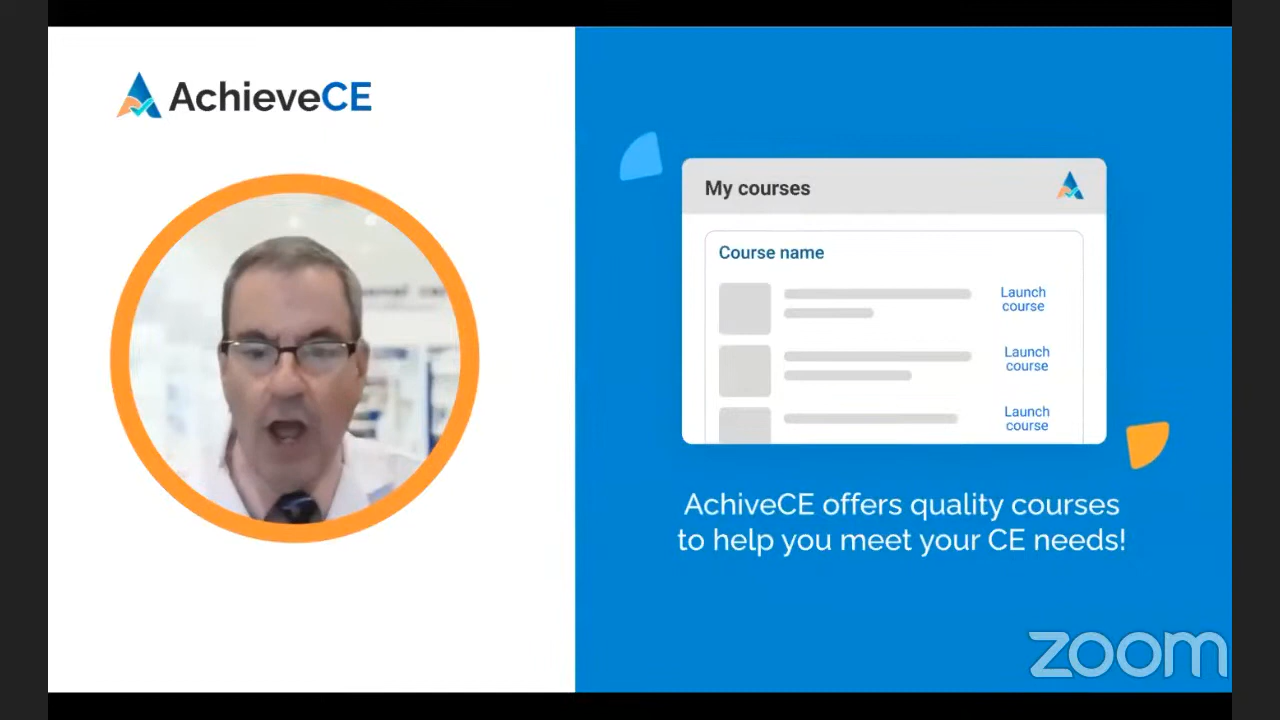 AchieveCE
My courses
Course name
Launch
course
Launch
course
Launch
course
AchiveCE offers quality courses
to help you meet your CE needs!
zoom